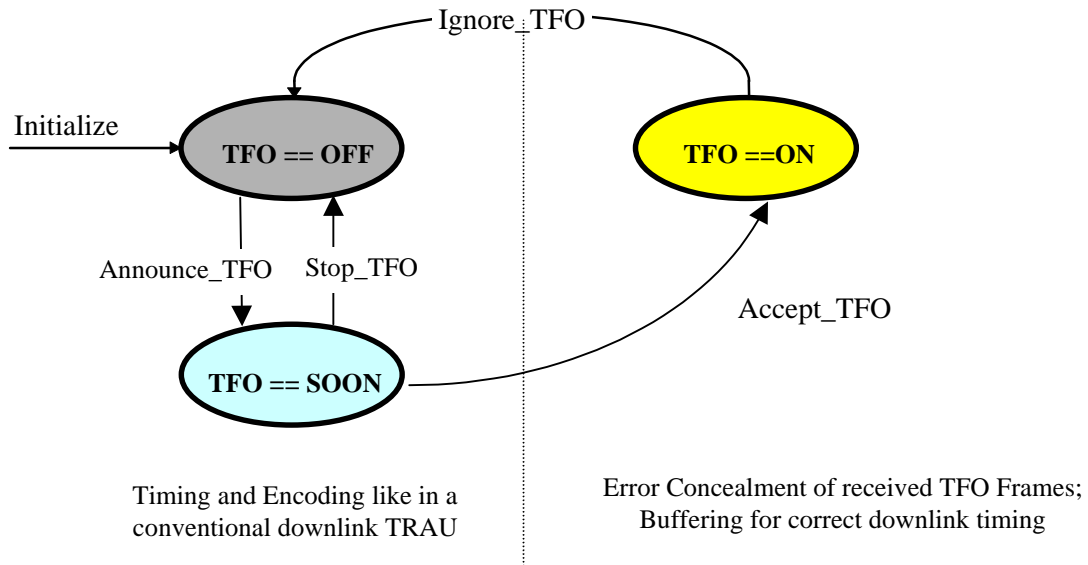 Ignore_TFO
Initialize
TFO == OFF
TFO ==ON
Announce_TFO
Stop_TFO
Accept_TFO
TFO == SOON
Timing and Encoding like in a
conventional downlink TRAU
Error Concealment of received TFO Frames;
Buffering for correct downlink timing